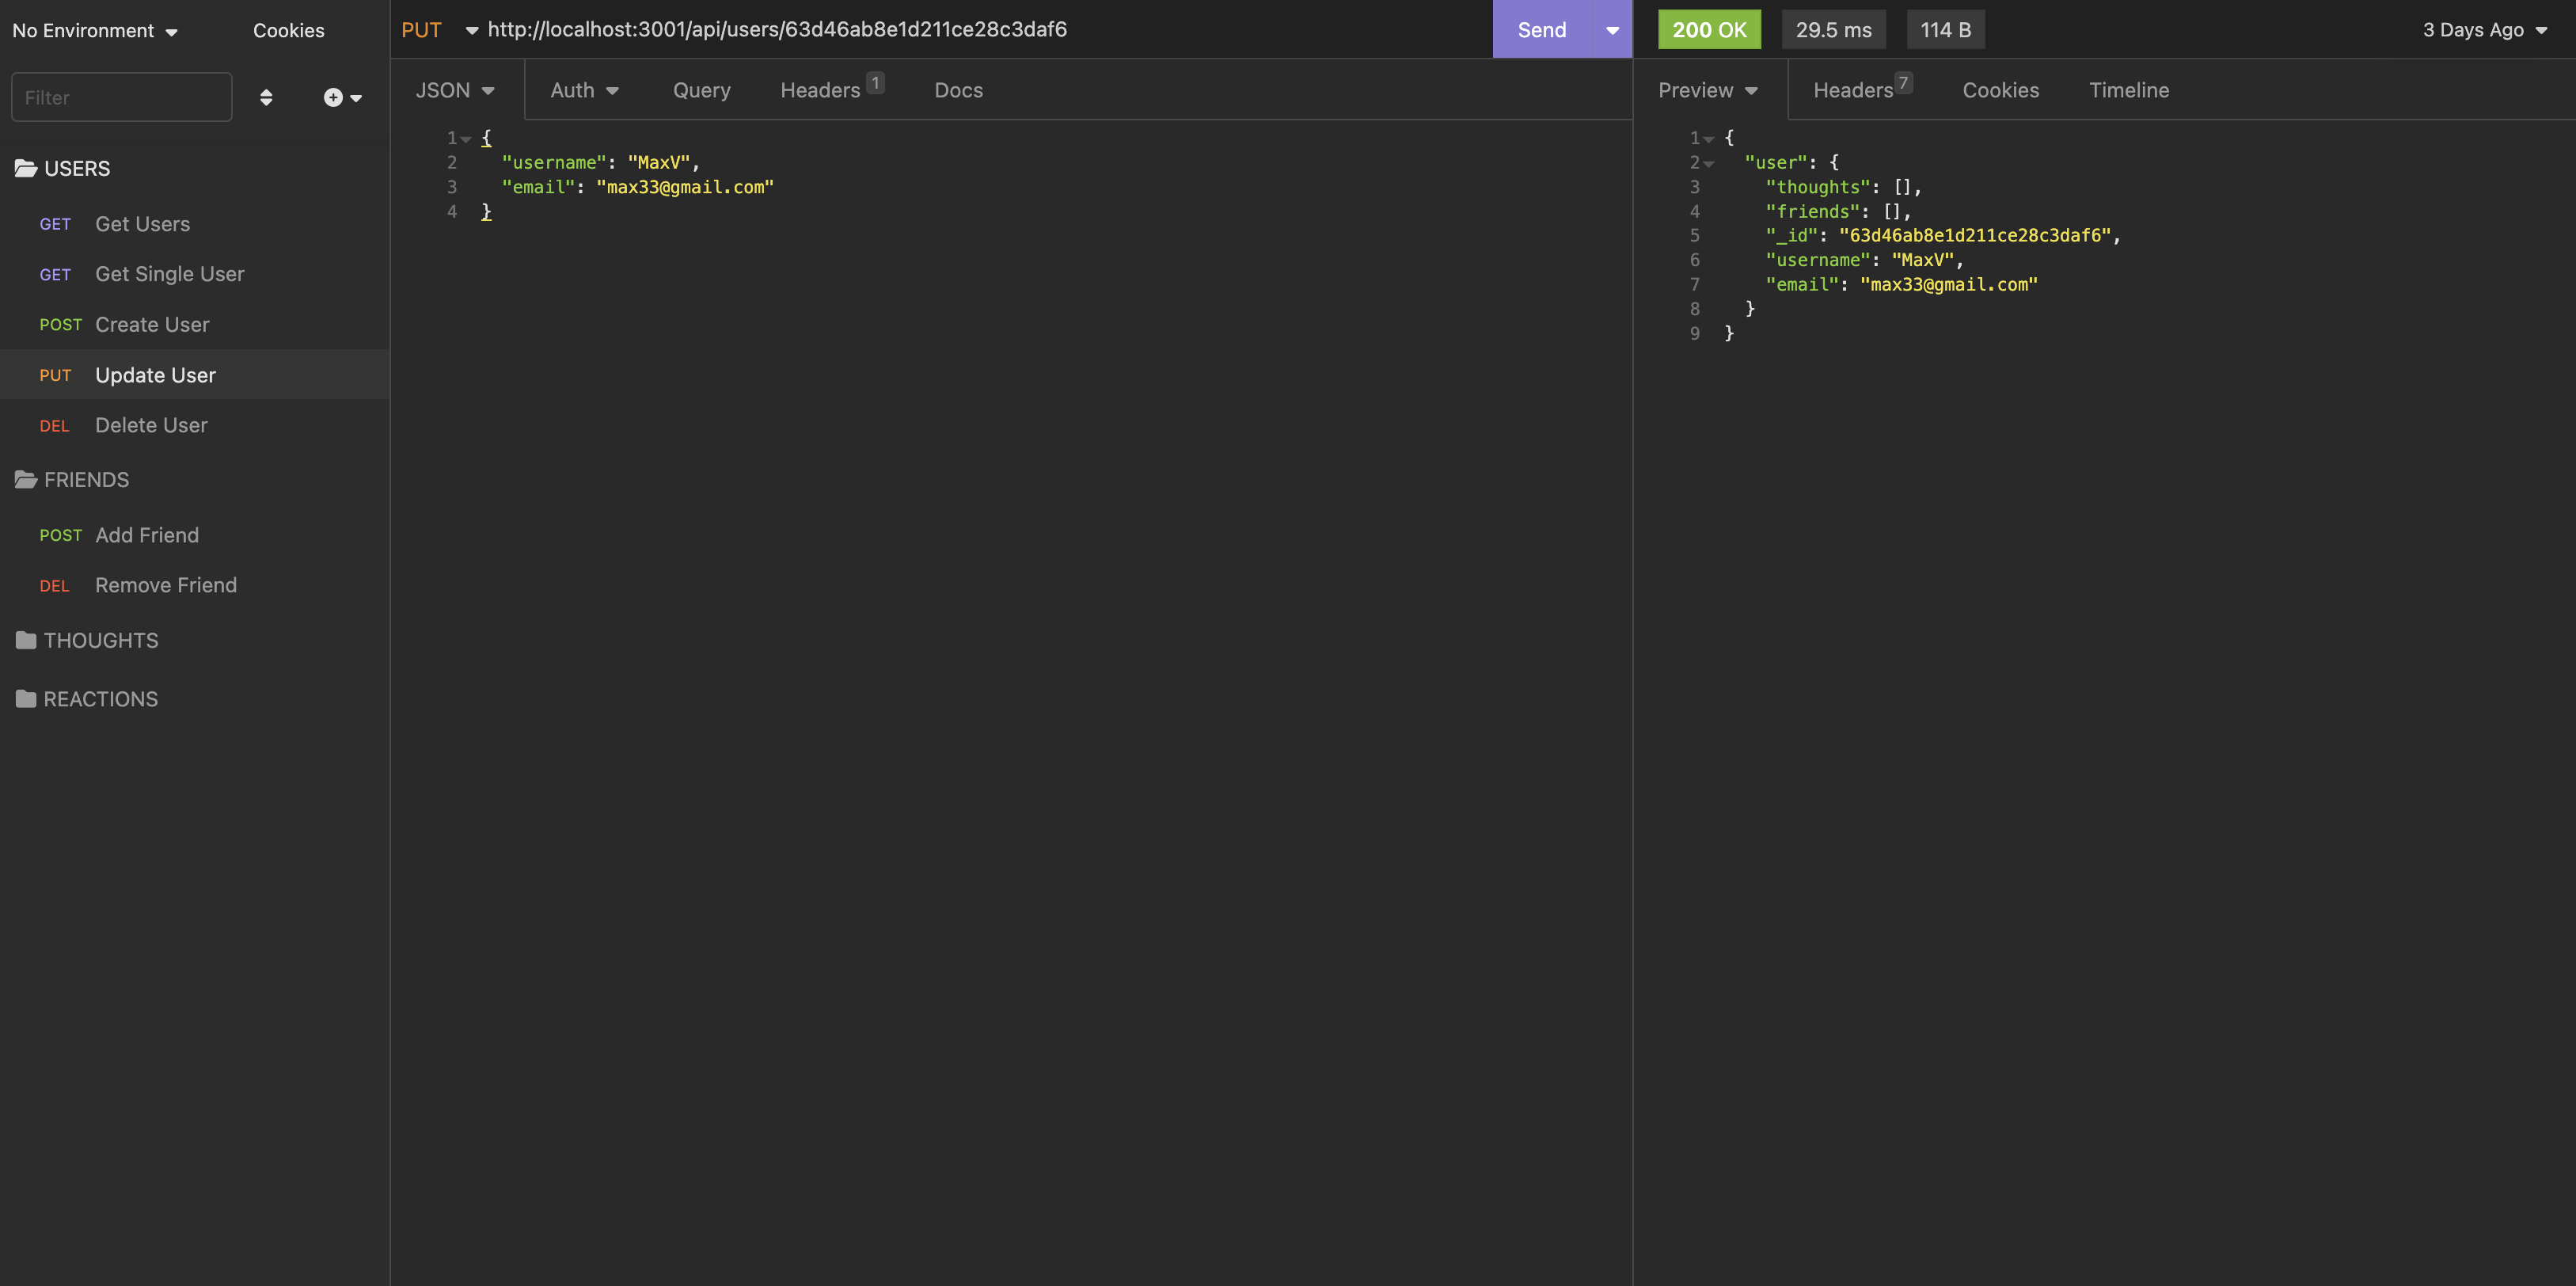 No Environment Cookies
Filter
USERS
GET Get Users
GET Get Single User
POST Create User
PUT Update User
DEL Delete User
FRIENDS
POST Add Friend
DEL Remove Friend
THOUGHTS
REACTIONS
PUT http://localhost:3001/api/users/63d46ab8e1d211ce28c3daf6 Send
JSON Auth Query Headers 1 Docs
1 {
2 "username": "MaxV",
3 "email": "max33@gmail.com"
4 }
200 OK 29.5 ms 114 B 3 Days Ago
Preview Headers 7 Cookies Timeline
1 {
2 "user": {
3 "thoughts": [],
4 "friends": [],
5 "_id": "63d46ab8e1d211ce28c3daf6",
6 "username": "MaxV",
7 "email": "max33@gmail.com"
8 }
9 }